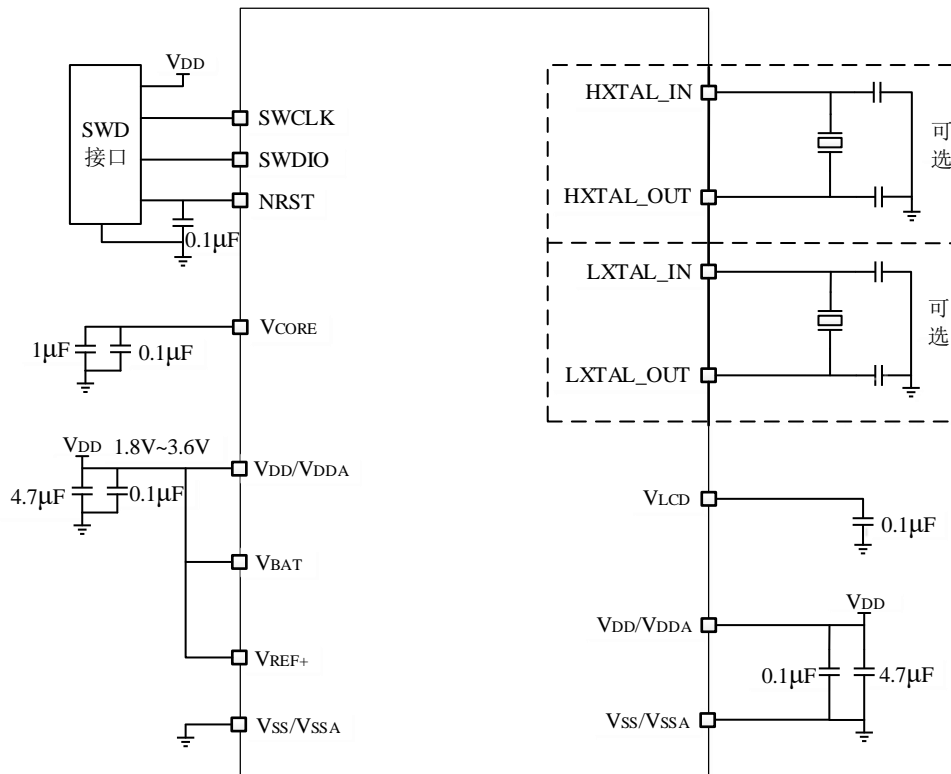 VDD
SWD
接口
SWCLK
SWDIO
NRST
0.1μF
VCORE
1μF
0.1μF
VDD
1.8V~3.6V
VDD/VDDA
4.7μF
0.1μF
VBAT
VREF+
VSS/VSSA
HXTAL_IN
HXTAL_OUT
可
选
LXTAL_IN
LXTAL_OUT
可
选
VLCD
0.1μF
VDD
VDD/VDDA
0.1μF
4.7μF
VSS/VSSA